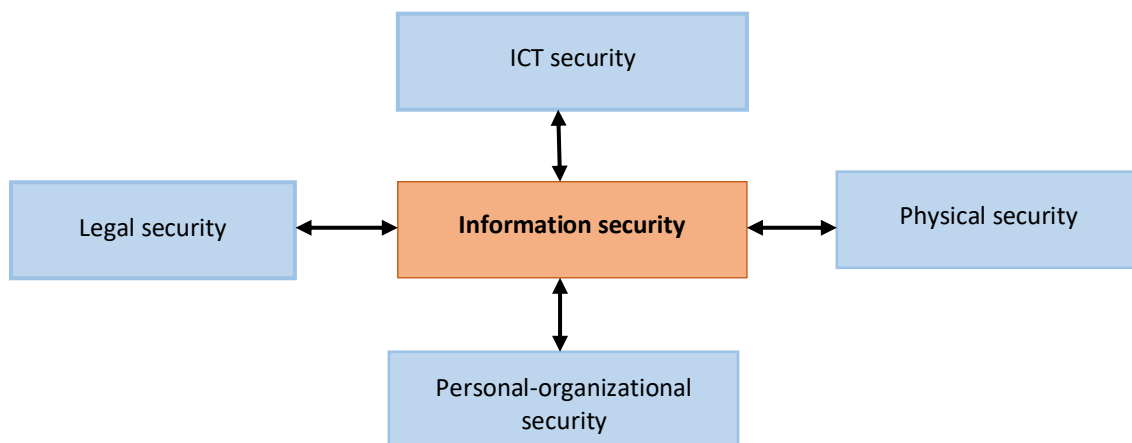 ICT security
Legal security
Information security
Physical security
Personal-organizational
security